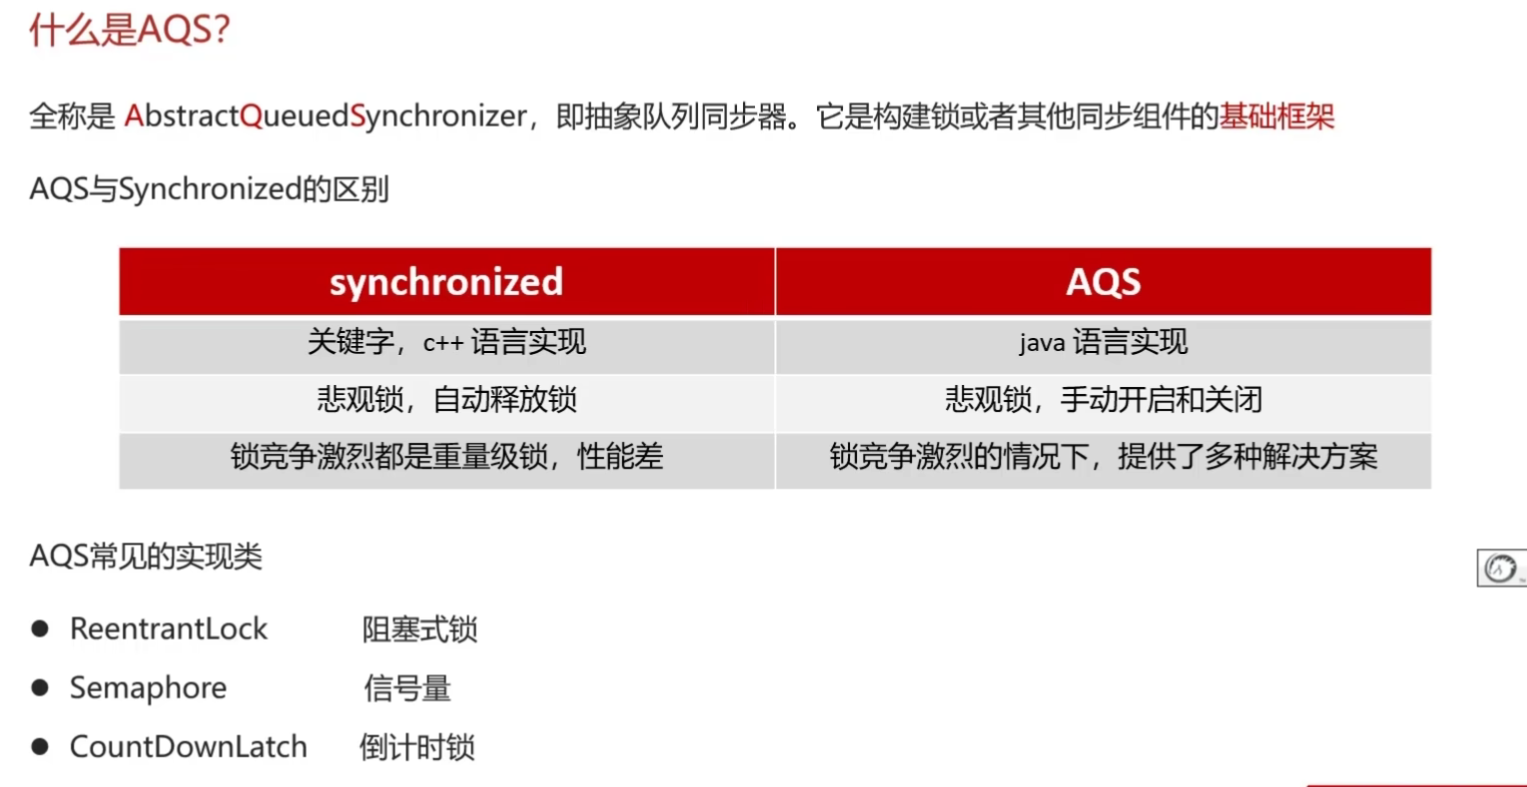 什么是AQS?
全称是 AbstractQueuedSynchronizer，即抽象队列同步器。它是构建锁或者其他同步组件的基础框架
AQS与Synchronized的区别
synchronized AQS
关键字，c++ 语言实现 java 语言实现
悲观锁，自动释放锁 悲观锁，手动开启和关闭
锁竞争激烈都是重量级锁，性能差 锁竞争激烈的情况下，提供了多种解决方案
AQS常见的实现类
● ReentrantLock 阻塞式锁
● Semaphore 信号量
● CountDownLatch 倒计时锁